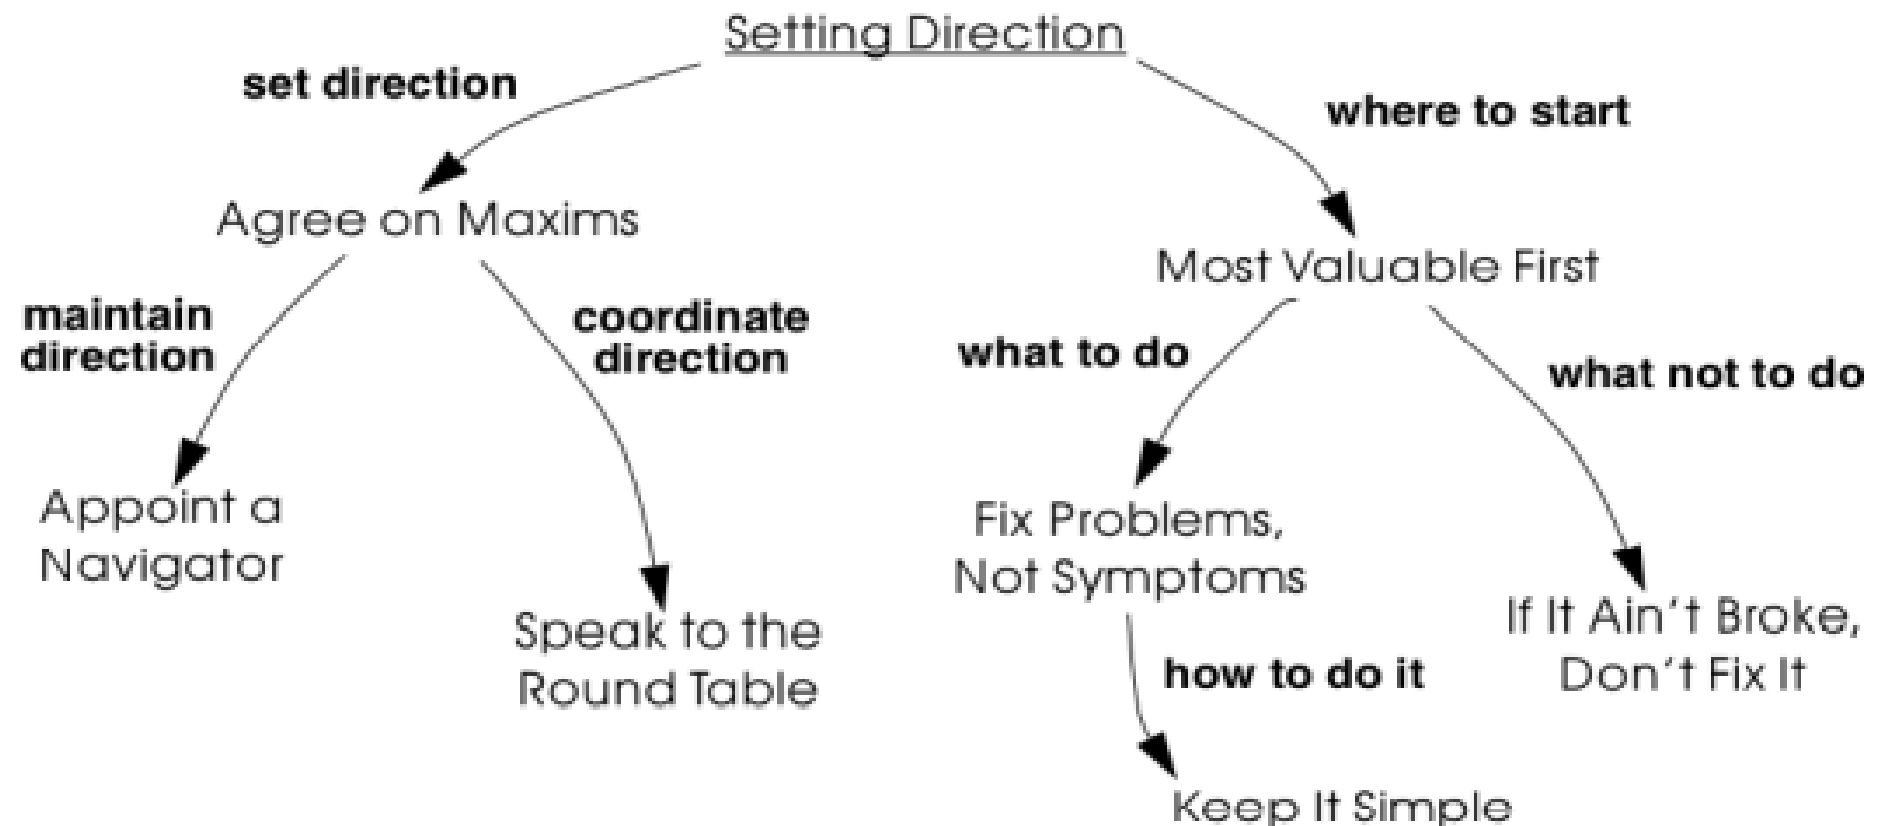 Setting Direction
set direction
where to start
Agree on Maxims
Most Valuable First
maintain
direction
coordinate
direction
what to do
what not to do
Appoint a
Navigator
Fix Problems,
Not Symptoms
Speak to the
Round Table
If It Ain't Broke,
Don't Fix It
how to do it
Keep It Simple